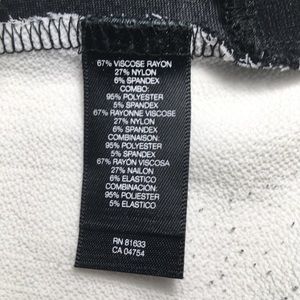 67% VISCOSE RAYON
27% NYLON
6% SPANDEX
COMBO:
95% POLYESTER
5% SPANDEX
67% RAYONNE VISCOSE
27% NYLON
6% SPANDEX
COMBINAISON:
95% POLYESTER
5% SPANDEX
67% RAYÓN VISCOSA
27% NAILON
6% ELASTICO
COMBINACIÓN:
95% POLIESTER
5% ELASTICO
RN 81633
CA 04754